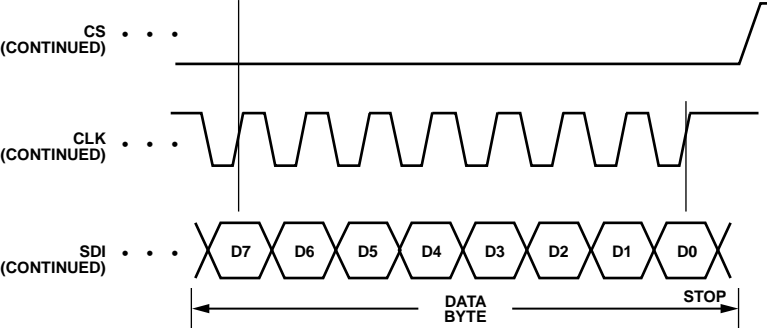 CS
(CONTINUED)
CLK
(CONTINUED)
SDI
(CONTINUED)
D7 D6 D5 D4 D3 D2 D1 D0
DATA
BYTE
STOP